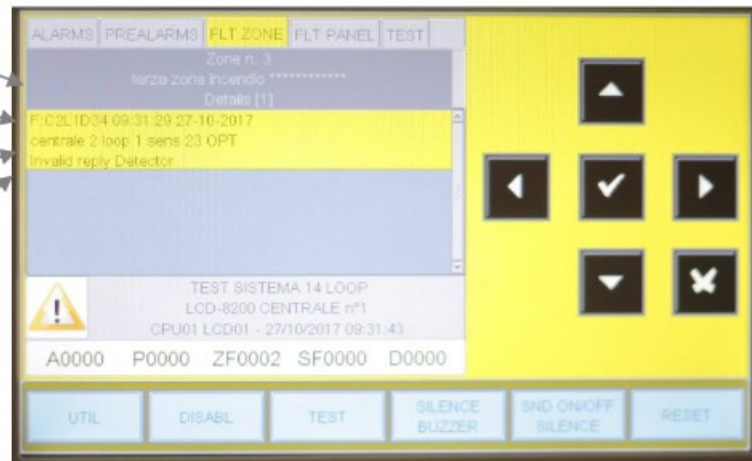 ALARMS PREALARMS FLT ZONE FLT PANEL TEST
Zone n. 3
terza zona incendio ************
Details [1]
F:C2L1D34 09:31:29 27-10-2017
centrale 2 loop 1 sens 23 OPT
Invalid reply Detector
TEST SISTEMA 14 LOOP
LCD-8200 CENTRALE n°1
CPU01 LCD01 - 27/10/2017 09:31:43
A0000 P0000 ZF0002 SF0000 D0000
UTIL DISABL TEST SILENCE BUZZER SND ON/OFF SILENCE RESET